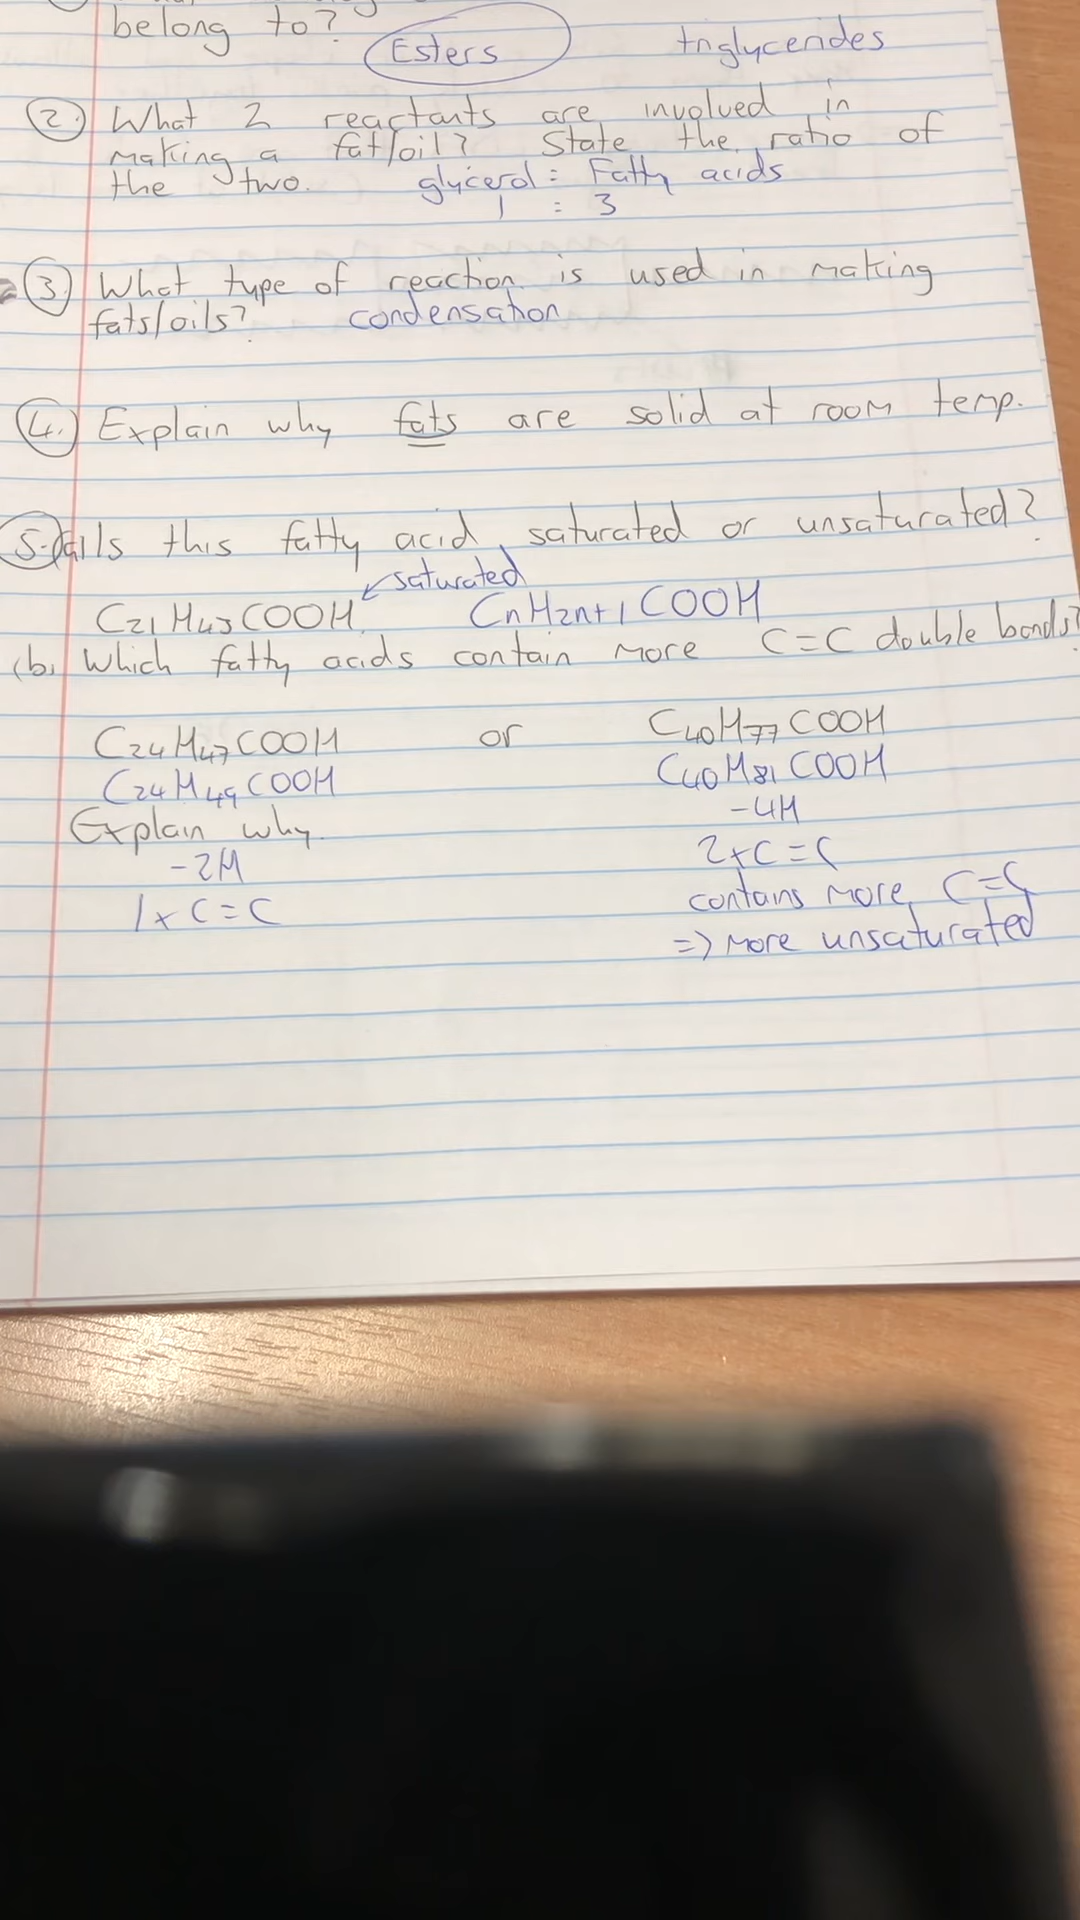 belong to?
Esters triglycerides
2. What 2 reactants are involved in
making a fat/oil? State the ratio of
the two. glycerol : Fatty acids
1 : 3
3. What type of reaction is used in making
fats/oils? condensation
4. Explain why fats are solid at room temp.
5. (a) Is this fatty acid saturated or unsaturated?
saturated
C21H43COOH CnH2n+1COOH
(b) Which fatty acids contain more C=C double bonds?
C24H47COOH or C40H77COOH
C24H49COOH C40H81COOH
Explain why. -4H
-2H 2xC=C
1xC=C contains more C=C
=> more unsaturated